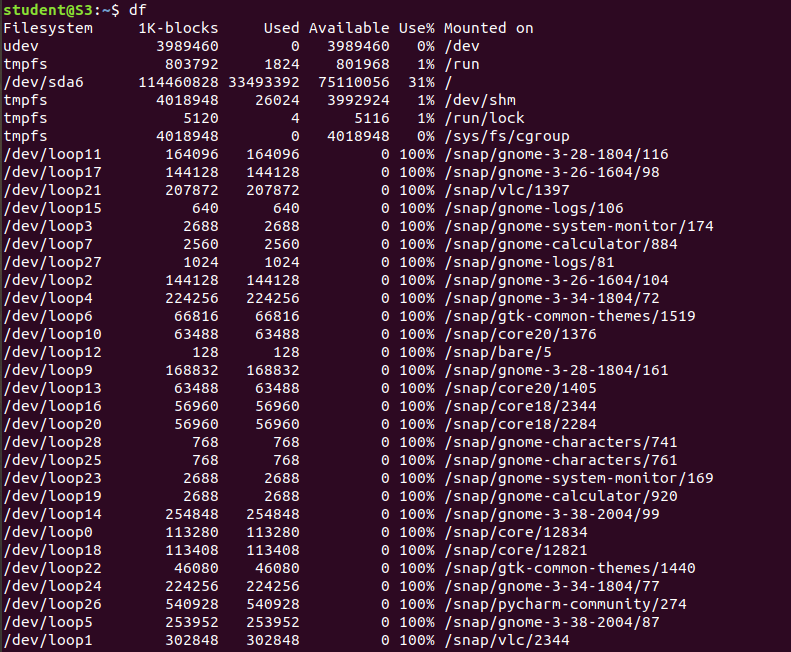 student@S3:~$ df
Filesystem     1K-blocks     Used Available Use% Mounted on
udev             3989460        0   3989460   0% /dev
tmpfs             803792     1824    801968   1% /run
/dev/sda6      114460828 33493392  75110056  31% /
tmpfs            4018948    26024   3992924   1% /dev/shm
tmpfs               5120        4      5116   1% /run/lock
tmpfs            4018948        0   4018948   0% /sys/fs/cgroup
/dev/loop11       164096   164096         0 100% /snap/gnome-3-28-1804/116
/dev/loop17       144128   144128         0 100% /snap/gnome-3-26-1604/98
/dev/loop21       207872   207872         0 100% /snap/vlc/1397
/dev/loop15          640      640         0 100% /snap/gnome-logs/106
/dev/loop3          2688     2688         0 100% /snap/gnome-system-monitor/174
/dev/loop7          2560     2560         0 100% /snap/gnome-calculator/884
/dev/loop27         1024     1024         0 100% /snap/gnome-logs/81
/dev/loop2        144128   144128         0 100% /snap/gnome-3-26-1604/104
/dev/loop4        224256   224256         0 100% /snap/gnome-3-34-1804/72
/dev/loop6         66816    66816         0 100% /snap/gtk-common-themes/1519
/dev/loop10        63488    63488         0 100% /snap/core20/1376
/dev/loop12          128      128         0 100% /snap/bare/5
/dev/loop9        168832   168832         0 100% /snap/gnome-3-28-1804/161
/dev/loop13        63488    63488         0 100% /snap/core20/1405
/dev/loop16        56960    56960         0 100% /snap/core18/2344
/dev/loop20        56960    56960         0 100% /snap/core18/2284
/dev/loop28          768      768         0 100% /snap/gnome-characters/741
/dev/loop25          768      768         0 100% /snap/gnome-characters/761
/dev/loop23         2688     2688         0 100% /snap/gnome-system-monitor/169
/dev/loop19         2688     2688         0 100% /snap/gnome-calculator/920
/dev/loop14       254848   254848         0 100% /snap/gnome-3-38-2004/99
/dev/loop0        113280   113280         0 100% /snap/core/12834
/dev/loop18       113408   113408         0 100% /snap/core/12821
/dev/loop22        46080    46080         0 100% /snap/gtk-common-themes/1440
/dev/loop24       224256   224256         0 100% /snap/gnome-3-34-1804/77
/dev/loop26       540928   540928         0 100% /snap/pycharm-community/274
/dev/loop5        253952   253952         0 100% /snap/gnome-3-38-2004/87
/dev/loop1        302848   302848         0 100% /snap/vlc/2344